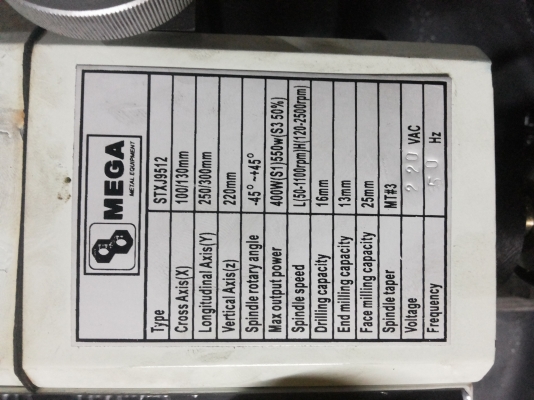 MEGA
METAL EQUIPMENT
Type STXJ9512
Cross Axis(X) 100/130mm
Longitudinal Axis(Y) 250/300mm
Vertical Axis(z) 220mm
Spindle rotary angle -45° ~+45°
Max output power 400W(S1)550w(S3 50%)
Spindle speed L(50-1100rpm)H(120-2500rpm)
Drilling capacity 16mm
End milling capacity 13mm
Face milling capacity 25mm
Spindle taper MT#3
Voltage 220 VAC
Frequency 50 Hz